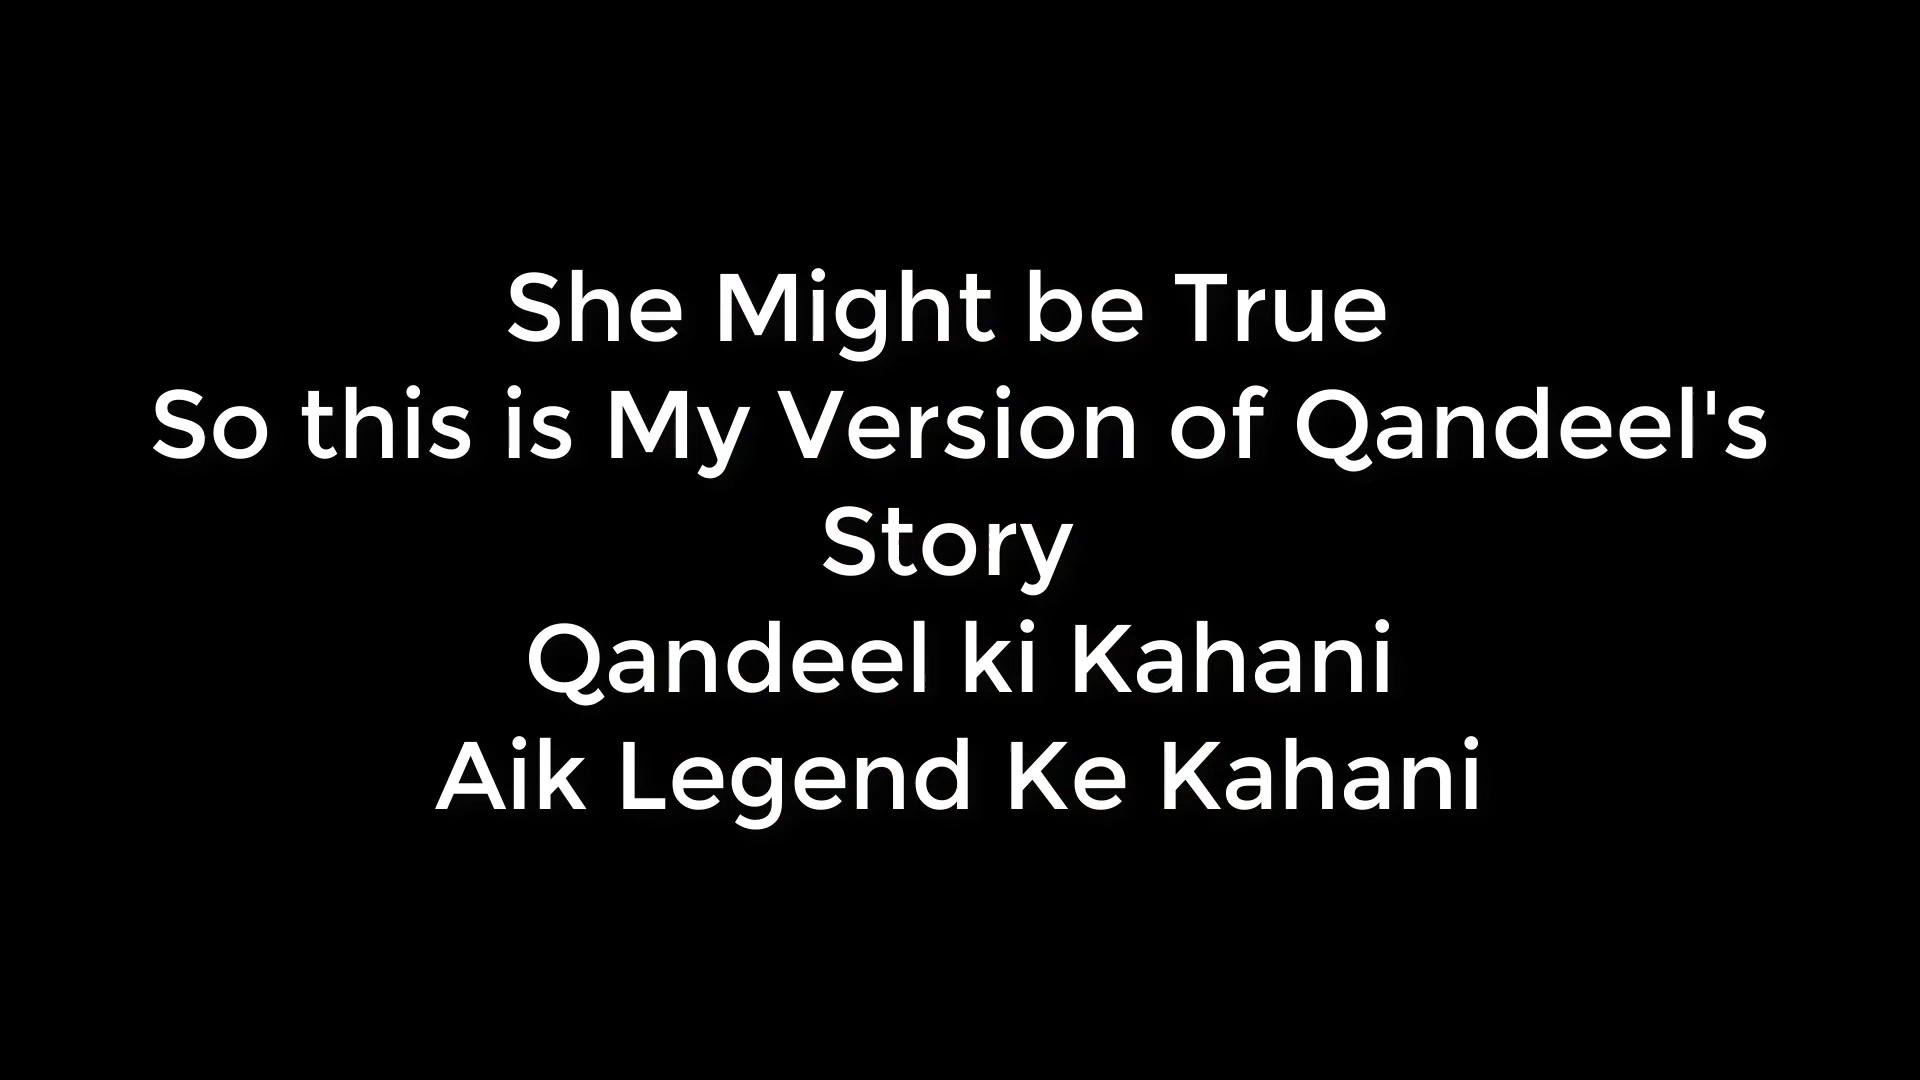 She Might be True
So this is My Version of Qandeel's
Story
Qandeel ki Kahani
Aik Legend Ke Kahani